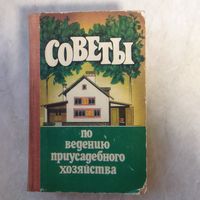 СОВЕТЫ
по
ведению
приусадебного
хозяйства